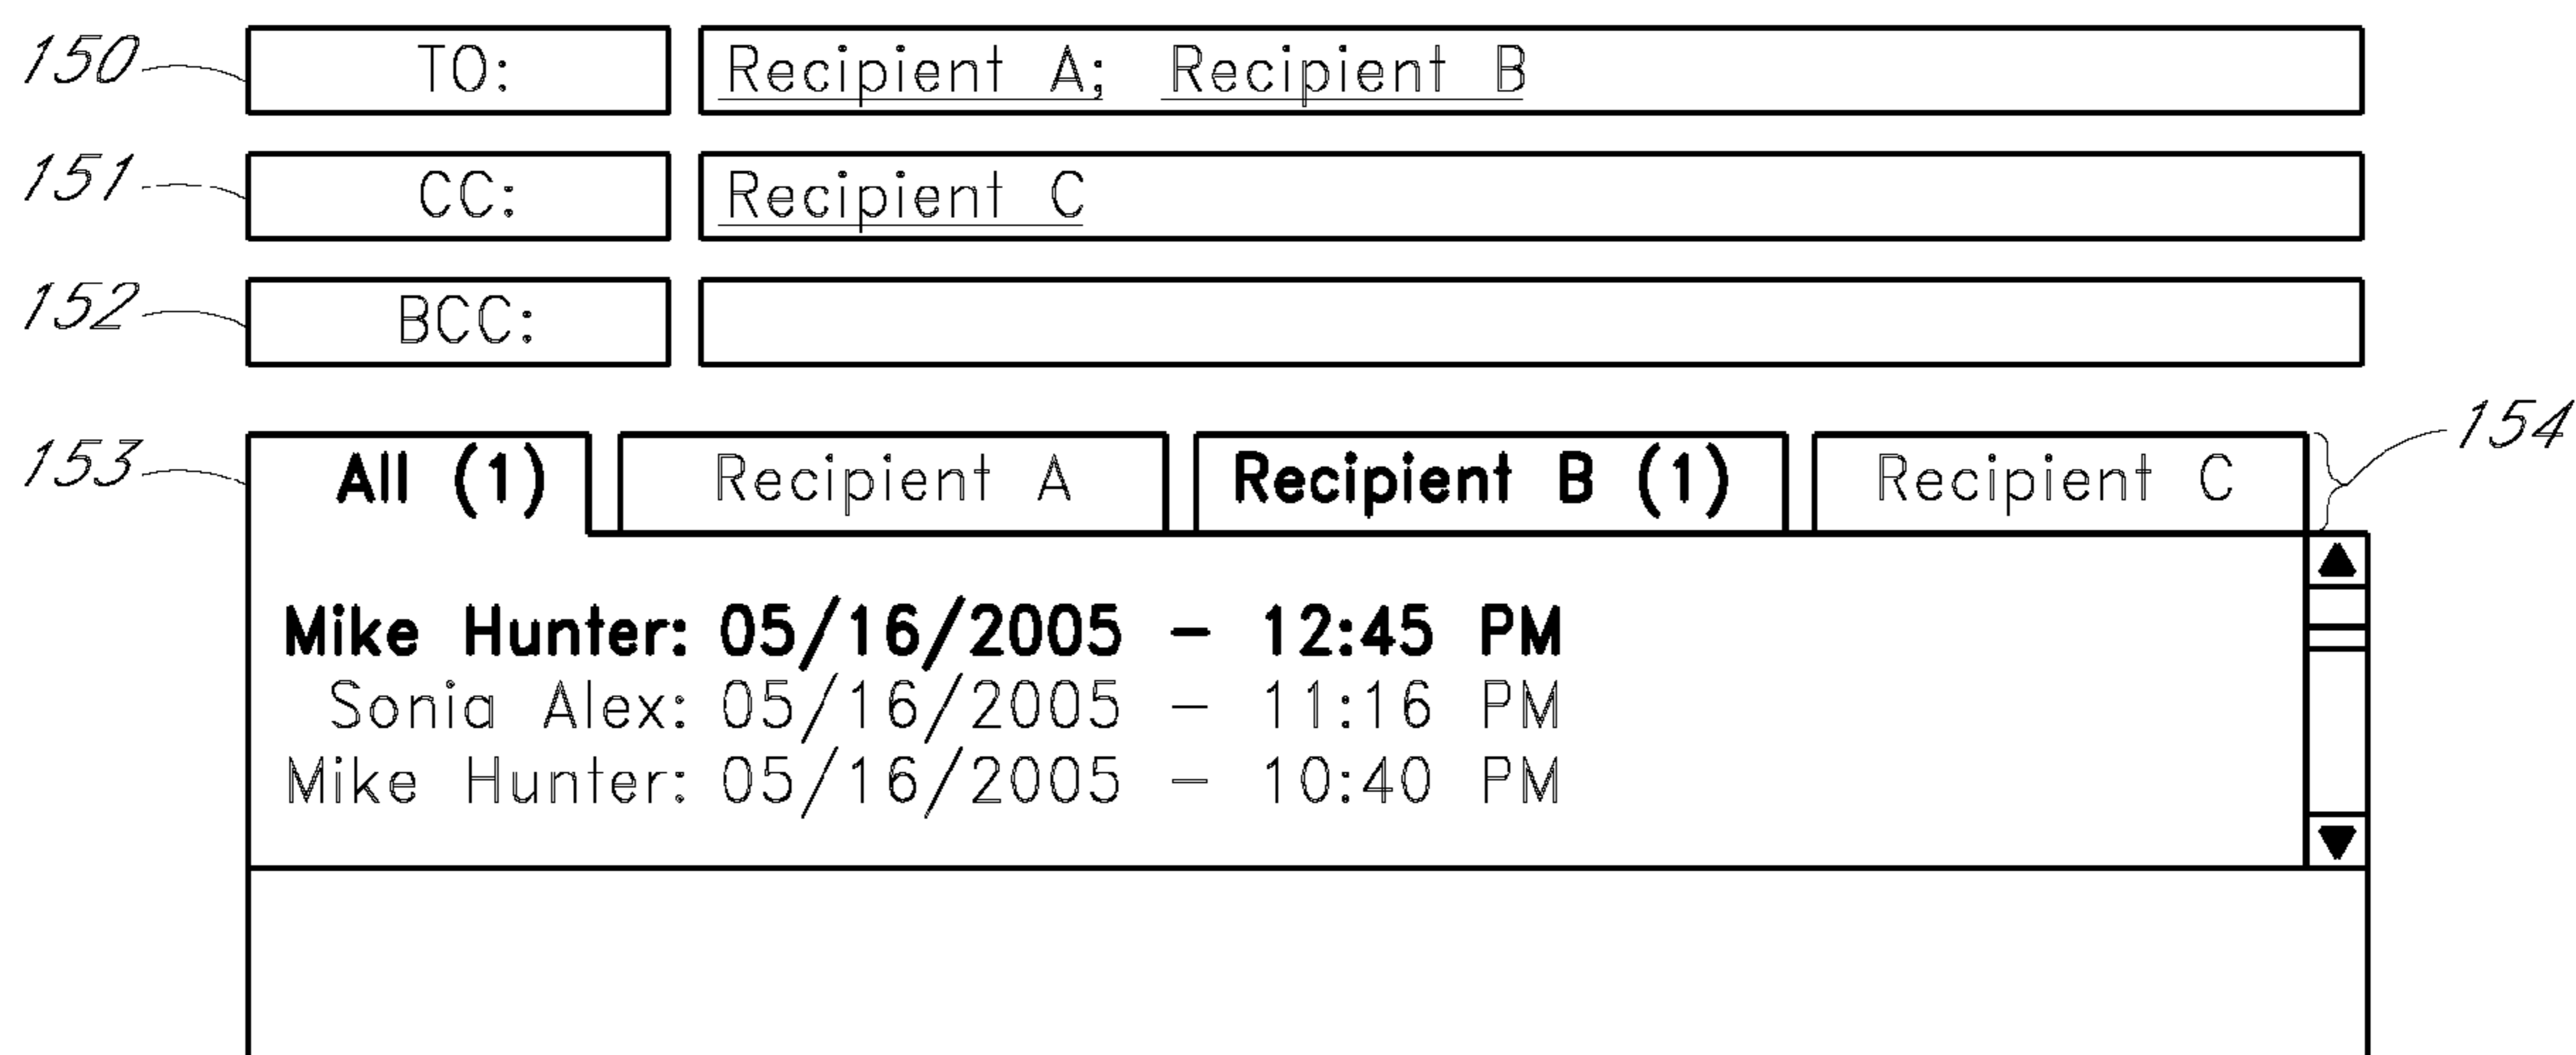 150 TO: Recipient A; Recipient B
151 CC: Recipient C
152 BCC:
153 All (1) Recipient A Recipient B (1) Recipient C 154
Mike Hunter: 05/16/2005 - 12:45 PM
Sonia Alex: 05/16/2005 - 11:16 PM
Mike Hunter: 05/16/2005 - 10:40 PM